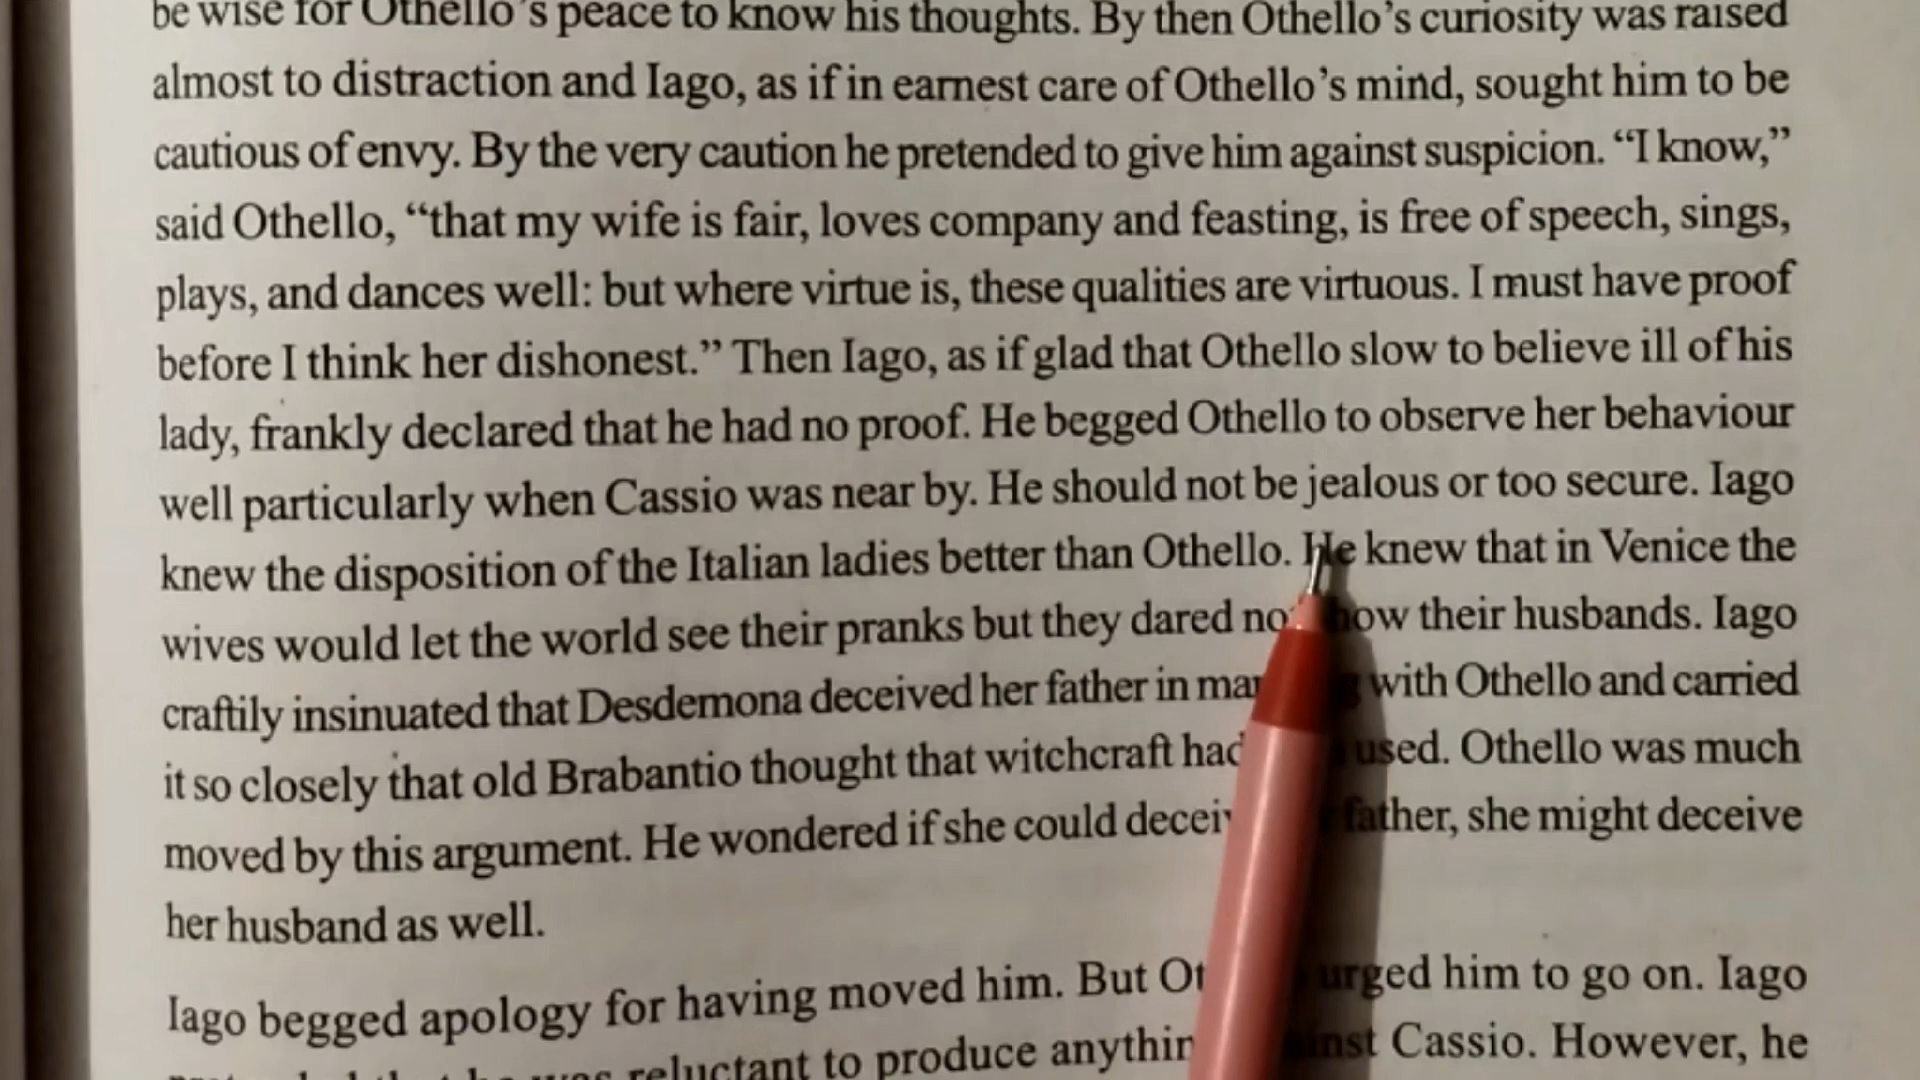 be wise for Othello's peace to know his thoughts. By then Othello's curiosity was raised
almost to distraction and Iago, as if in earnest care of Othello's mind, sought him to be
cautious of envy. By the very caution he pretended to give him against suspicion. “I know,”
said Othello, “that my wife is fair, loves company and feasting, is free of speech, sings,
plays, and dances well: but where virtue is, these qualities are virtuous. I must have proof
before I think her dishonest.” Then Iago, as if glad that Othello slow to believe ill of his
lady, frankly declared that he had no proof. He begged Othello to observe her behaviour
well particularly when Cassio was near by. He should not be jealous or too secure. Iago
knew the disposition of the Italian ladies better than Othello. He knew that in Venice the
wives would let the world see their pranks but they dared their husbands. Iago
craftily insinuated that Desdemona deceived her father in with Othello and carried
it so closely that old Brabantio thought that witchcraft had used. Othello was much
moved by this argument. He wondered if she could father, she might deceive
her husband as well.
Iago begged apology for having moved him. But urged him to go on. Iago
reluctant to produce Cassio. However, he